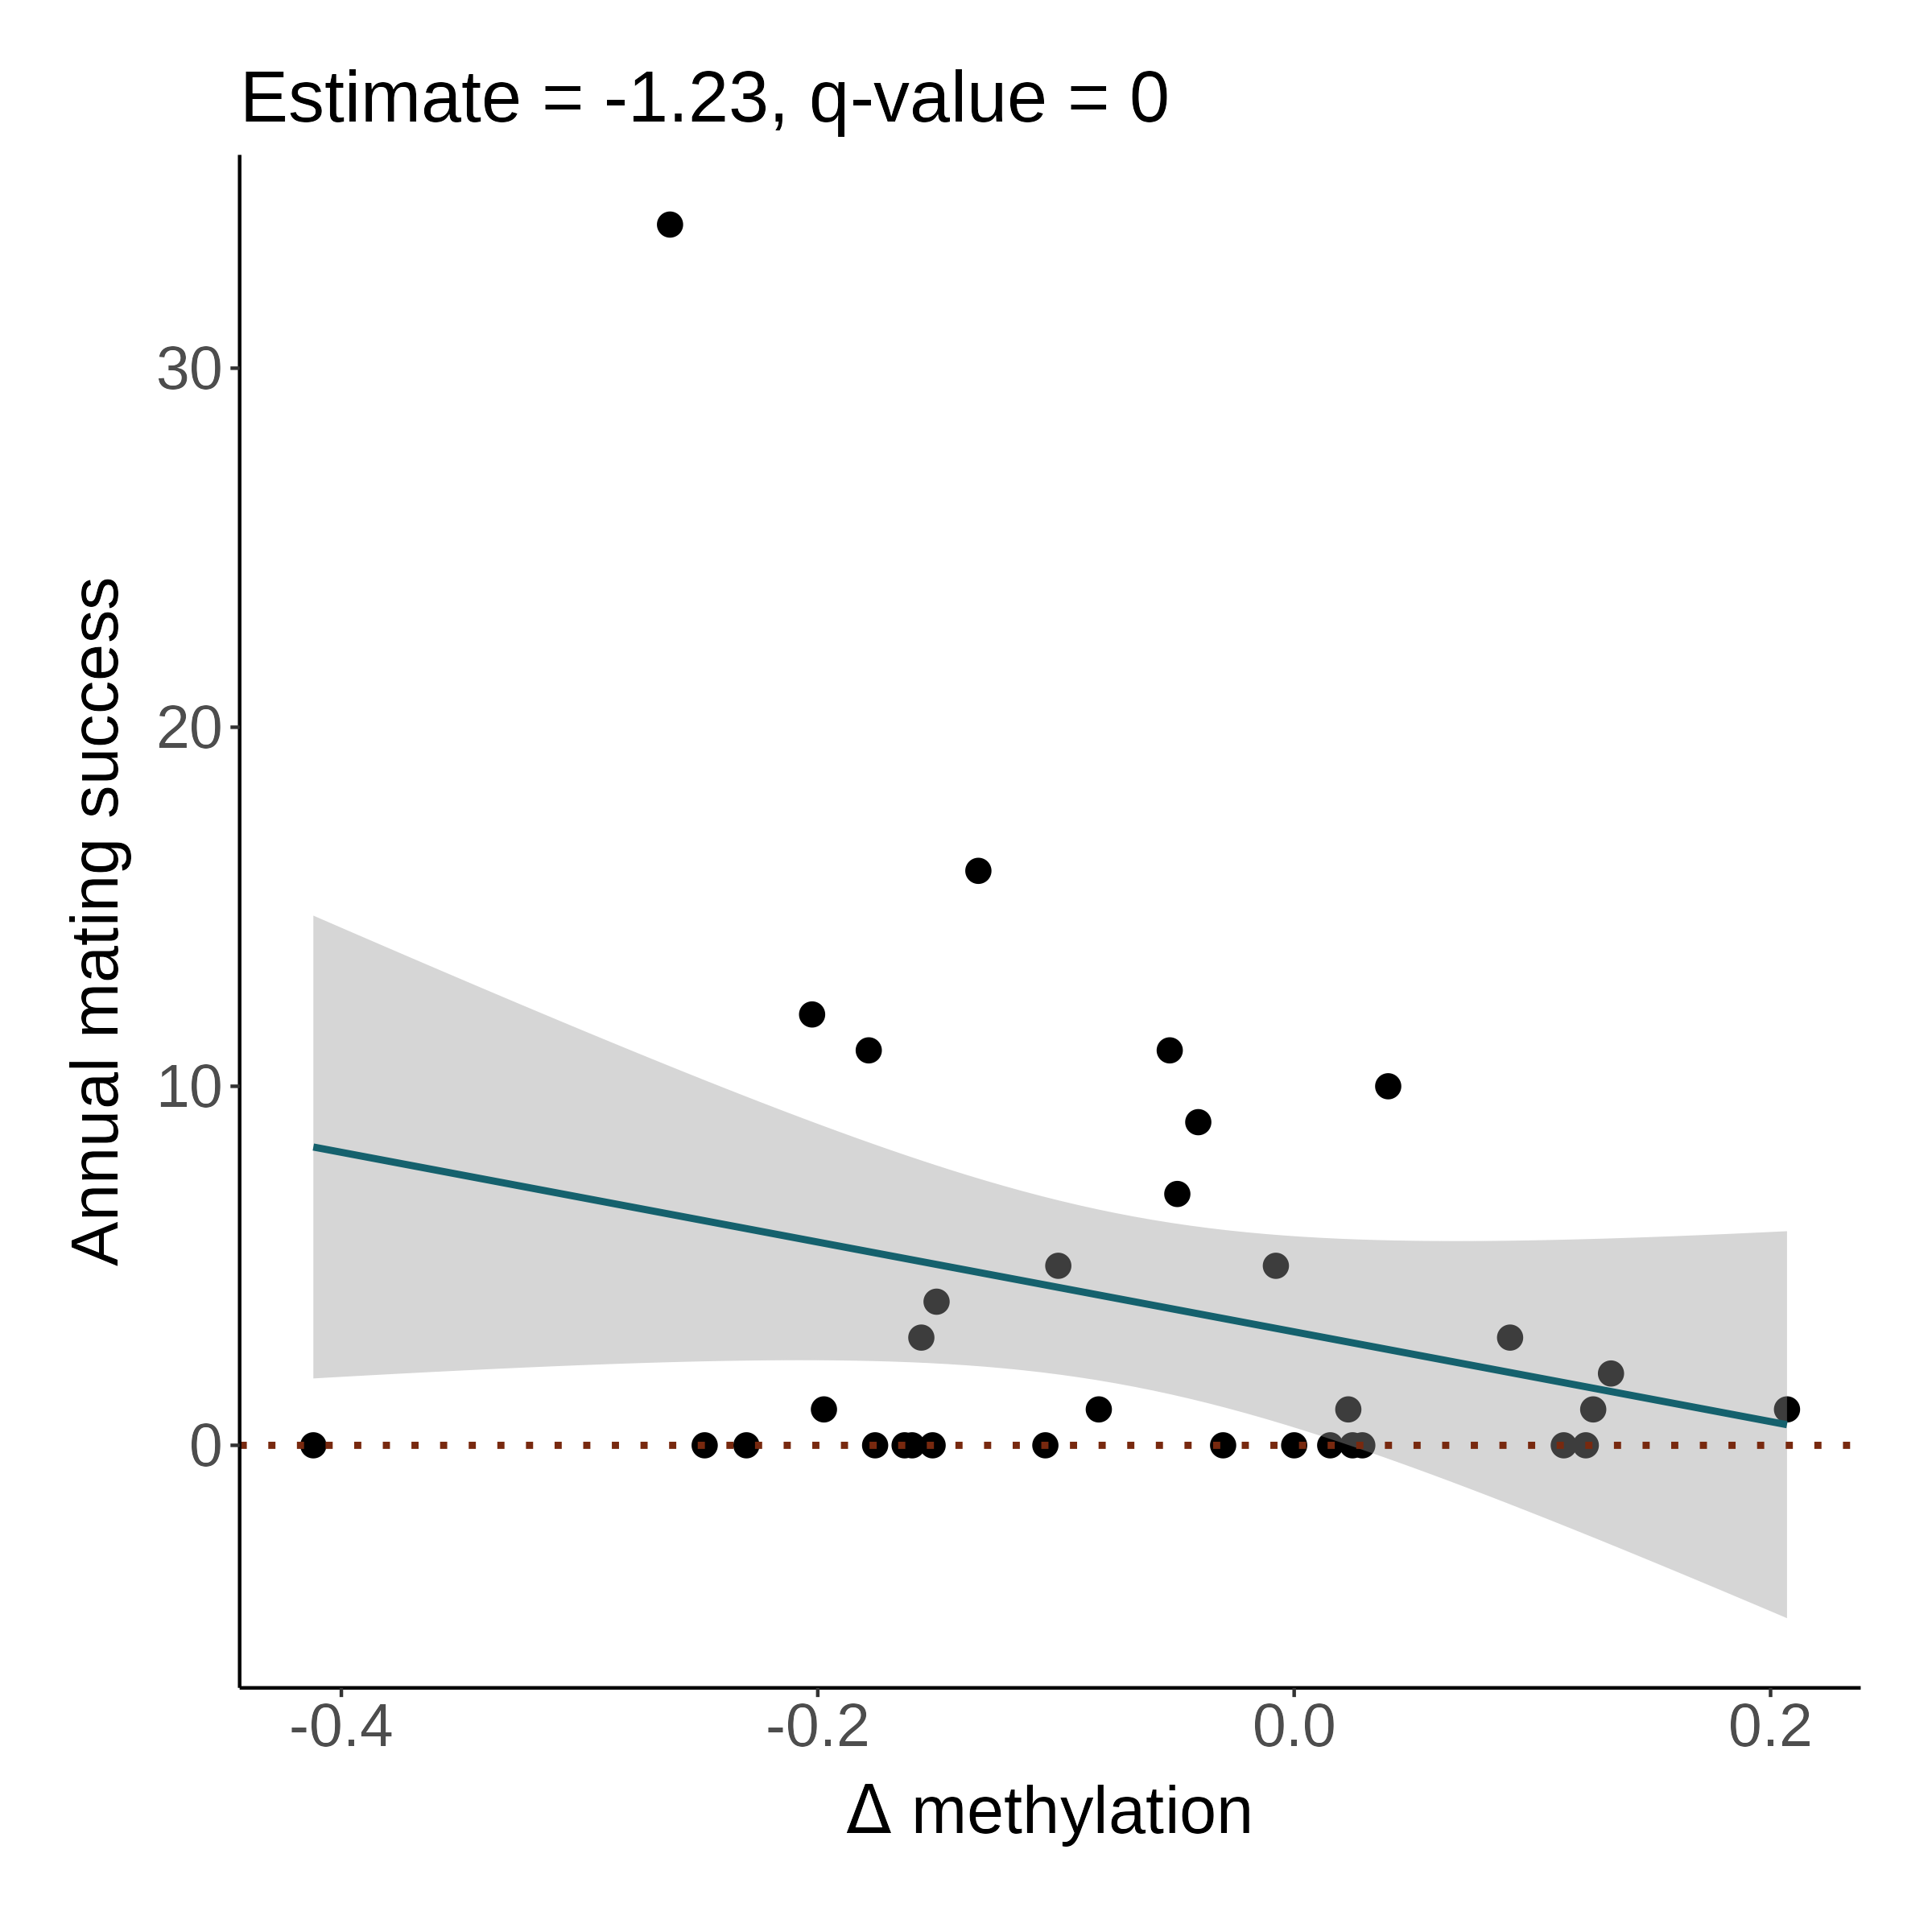 Estimate = -1.23, q-value = 0
Annual mating success
30
20
10
0
-0.4 -0.2 0.0 0.2
Δ methylation